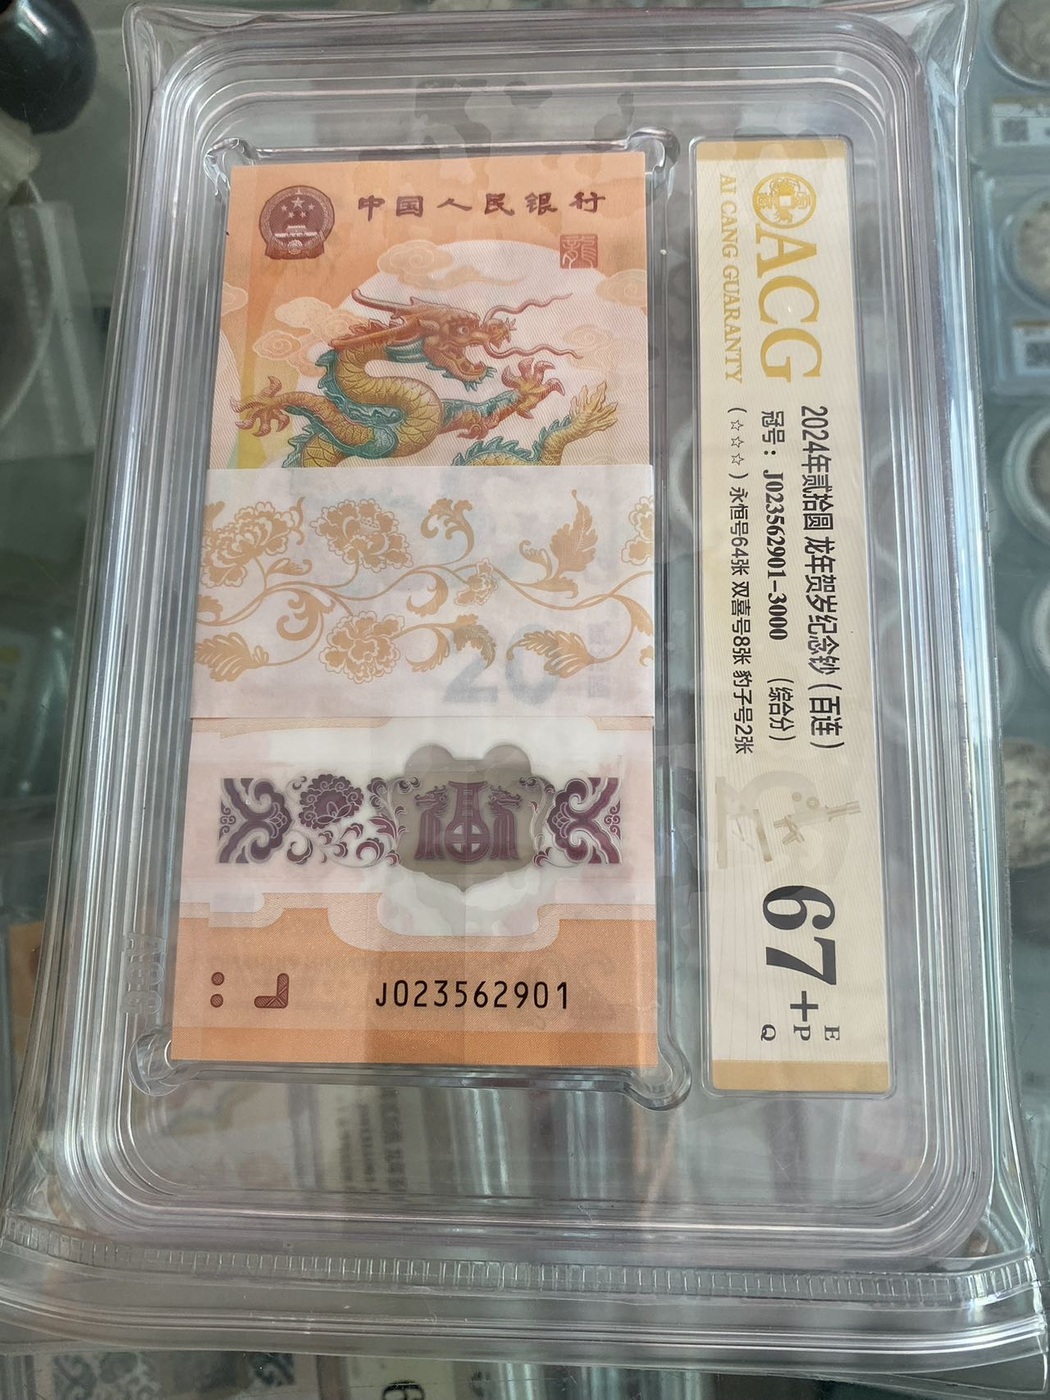 中国人民银行
20
J023562901
ACG
AI CANG GUARANTY
2024年贰拾圆 龙年贺岁纪念钞（百连）
冠号：J023562901-3000 （综合分）
（☆☆☆）永恒号64张 双喜号8张 豹子号2张
67+
E
P
Q